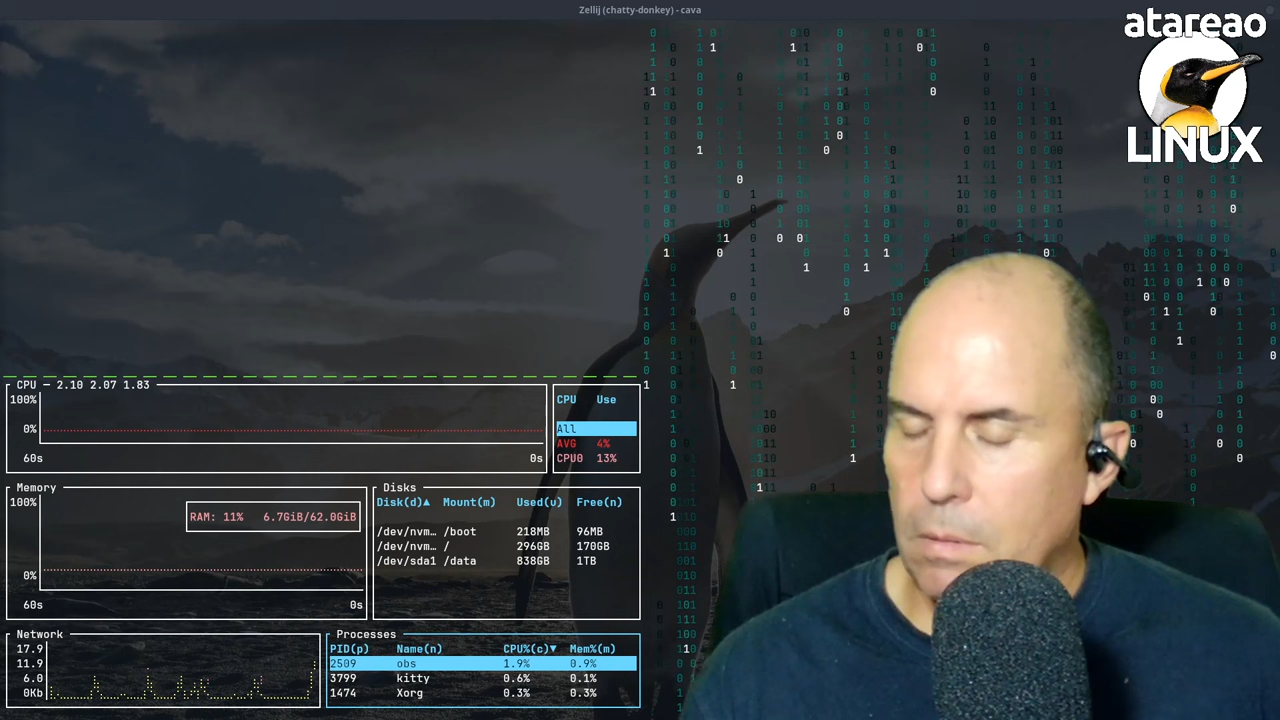 Zellij (chatty-donkey) - cava
atareao
LINUX
CPU — 2.10 2.07 1.83
100%
0%
60s 0s
CPU Use
All
AVG 4%
CPU0 13%
Memory
100%
RAM: 11% 6.7GiB/62.0GiB
0%
60s 0s
Disks
Disk(d)▲ Mount(m) Used(u) Free(n)
/dev/nvm… /boot 218MB 96MB
/dev/nvm… / 296GB 170GB
/dev/sda1 /data 838GB 1TB
Network
17.9
11.9
6.0
0Kb
Processes
PID(p) Name(n) CPU%(c)▼ Mem%(m)
2509 obs 1.9% 0.9%
3799 kitty 0.6% 0.1%
1474 Xorg 0.3% 0.3%